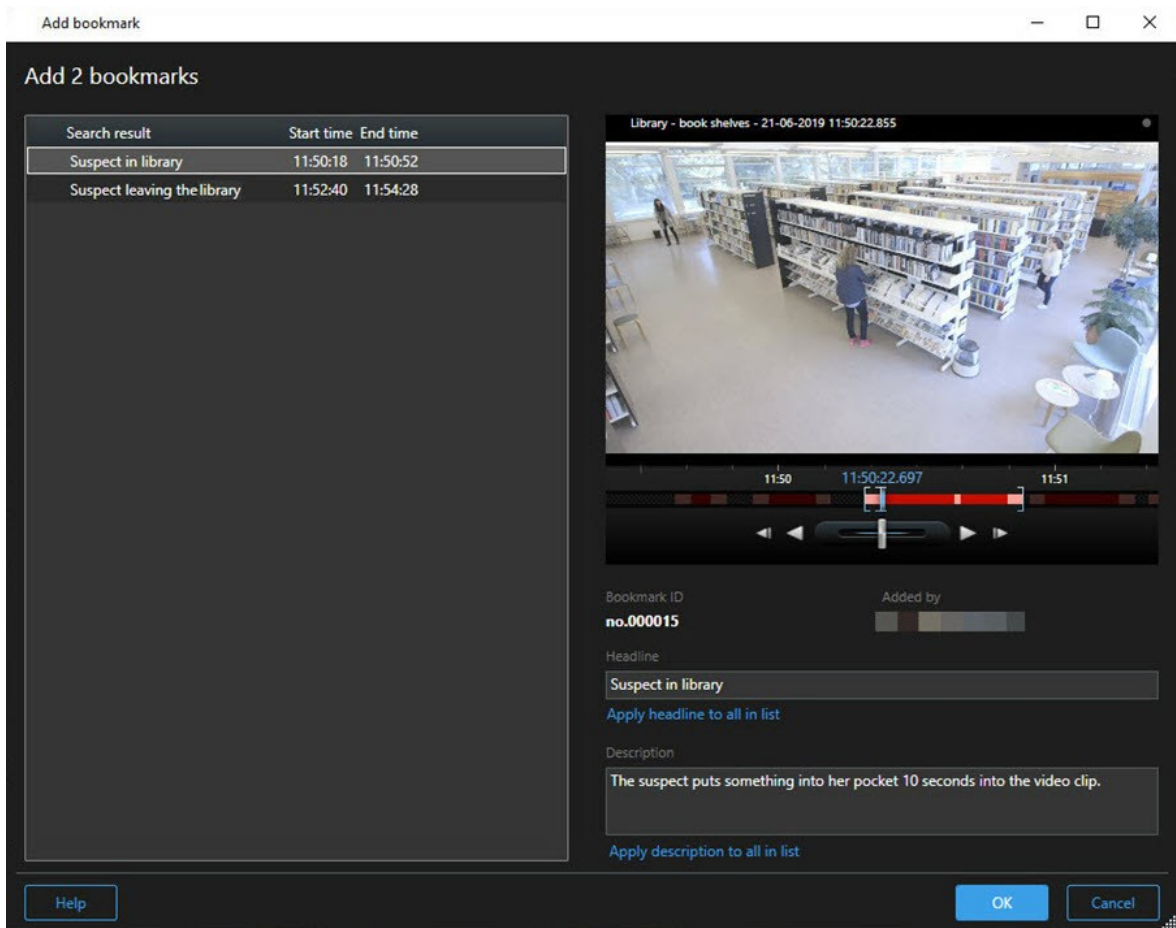 Add bookmark
Add 2 bookmarks
Search result Start time End time
Suspect in library 11:50:18 11:50:52
Suspect leaving the library 11:52:40 11:54:28
Library - book shelves - 21-06-2019 11:50:22.855
11:50 11:50:22.697 11:51
Bookmark ID Added by
no.000015
Headline
Suspect in library
Apply headline to all in list
Description
The suspect puts something into her pocket 10 seconds into the video clip.
Apply description to all in list
Help OK Cancel